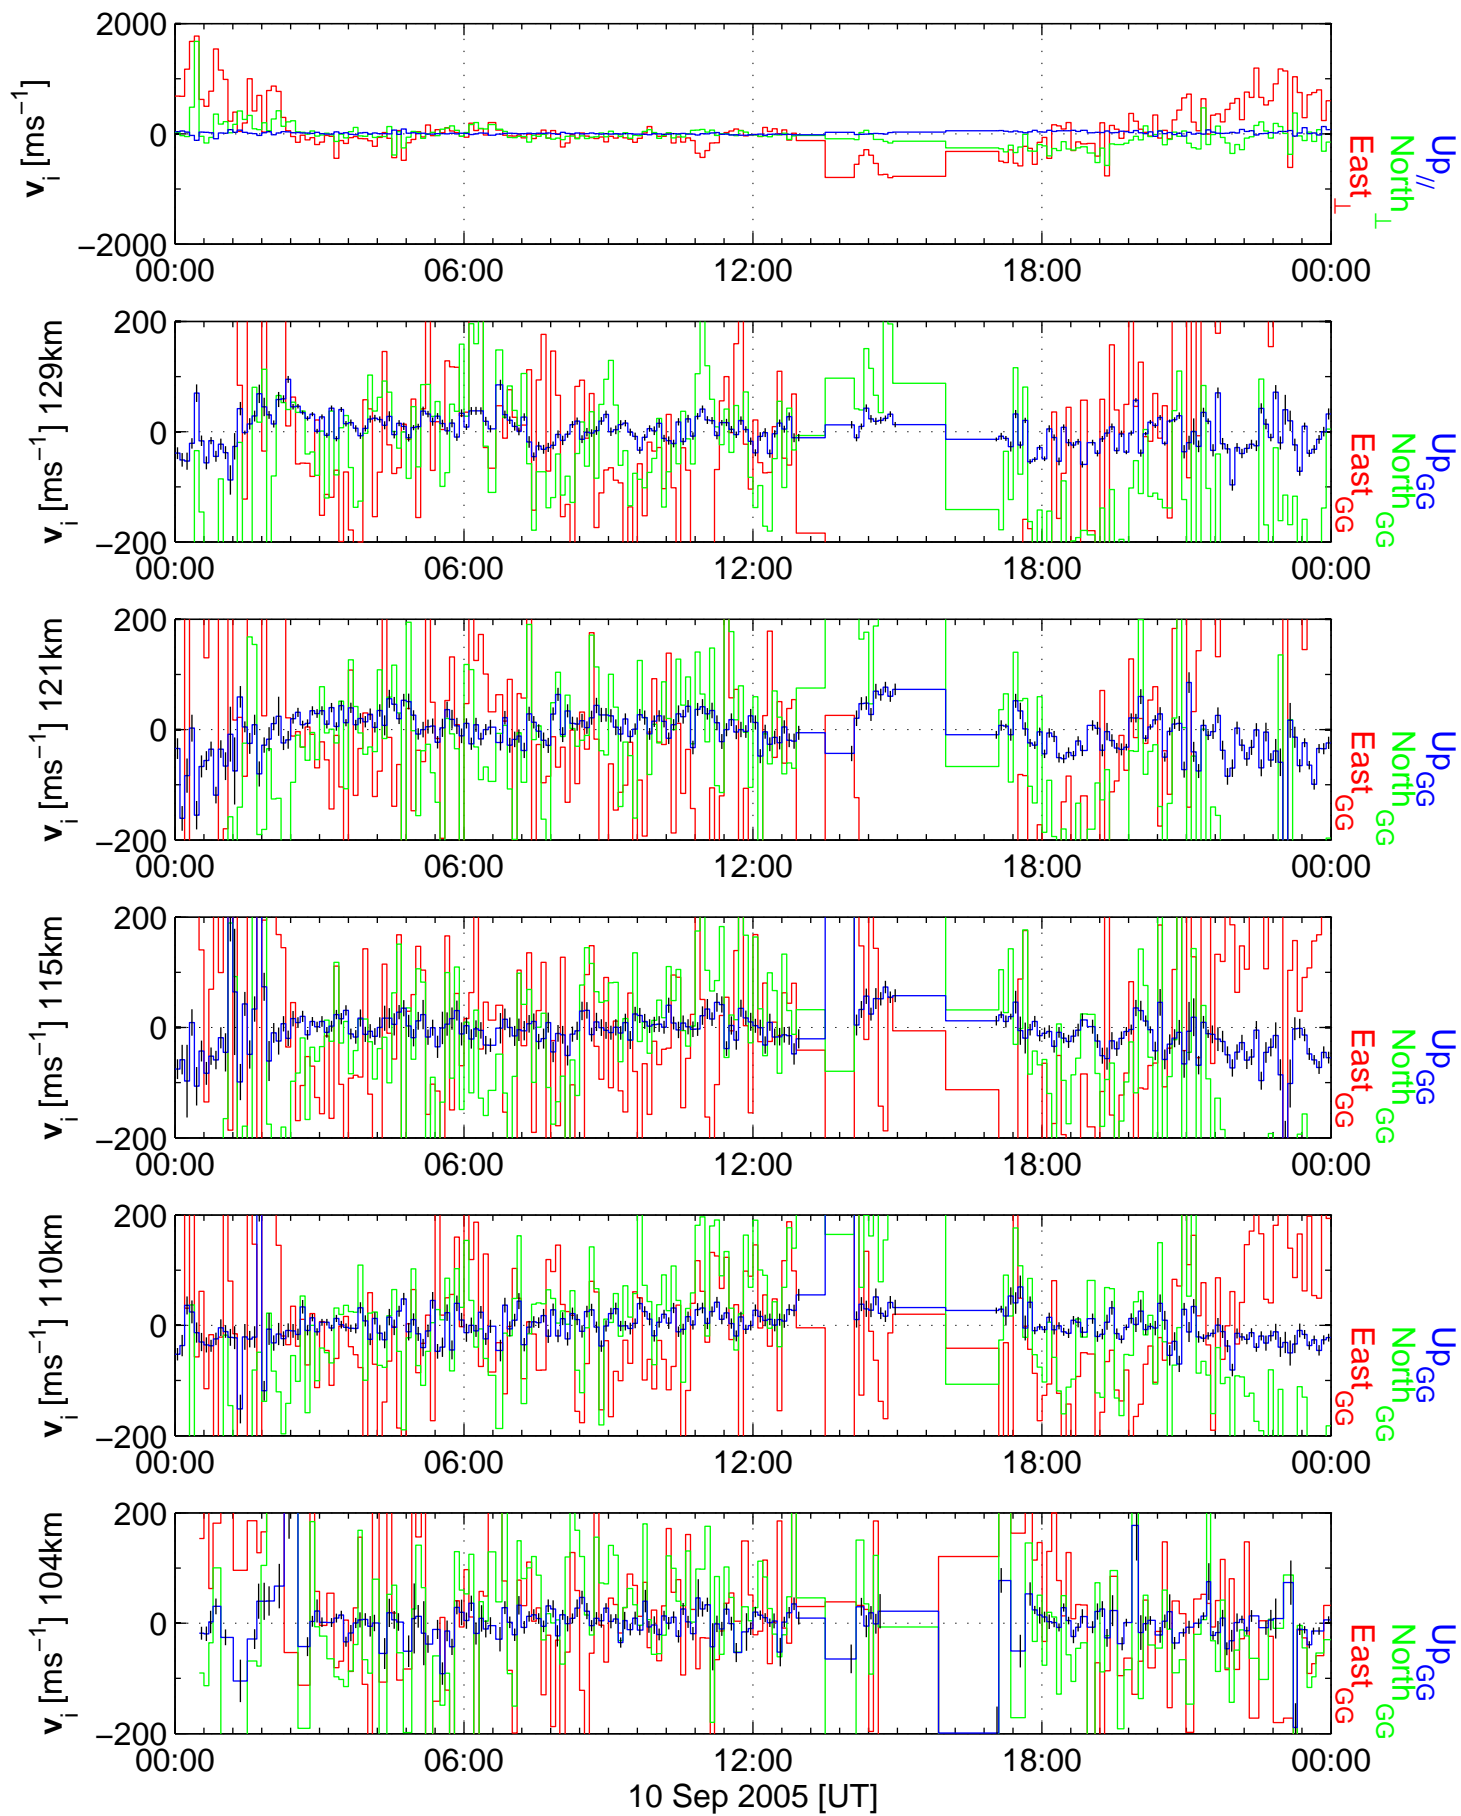 2000
0
−2000
v_i [ms⁻¹]
00:00 06:00 12:00 18:00 00:00
East_⊥
North_⊥
Up_//
200
0
−200
v_i [ms⁻¹] 129km
00:00 06:00 12:00 18:00 00:00
East_GG
North_GG
Up_GG
200
0
−200
v_i [ms⁻¹] 121km
00:00 06:00 12:00 18:00 00:00
East_GG
North_GG
Up_GG
200
0
−200
v_i [ms⁻¹] 115km
00:00 06:00 12:00 18:00 00:00
East_GG
North_GG
Up_GG
200
0
−200
v_i [ms⁻¹] 110km
00:00 06:00 12:00 18:00 00:00
East_GG
North_GG
Up_GG
200
0
−200
v_i [ms⁻¹] 104km
00:00 06:00 12:00 18:00 00:00
East_GG
North_GG
Up_GG
10 Sep 2005 [UT]